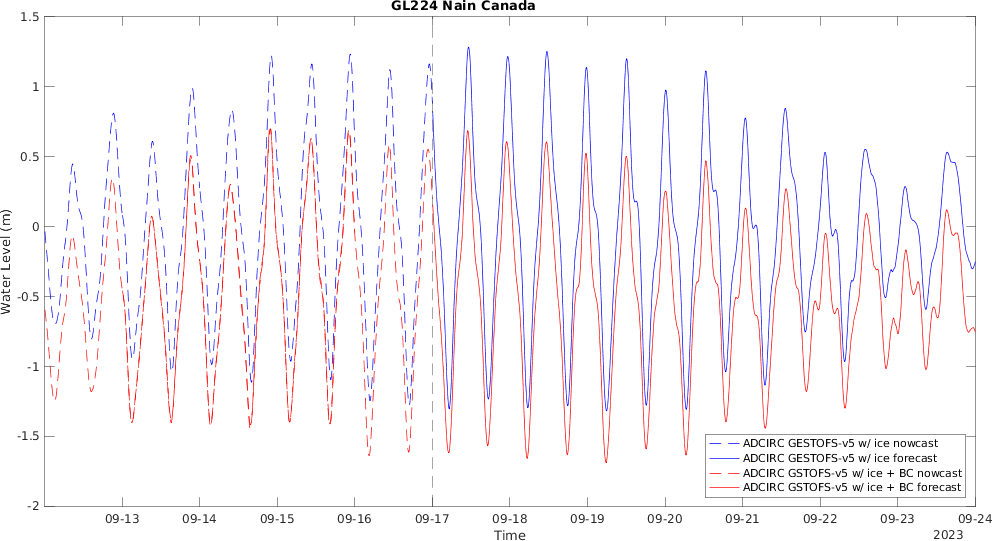 GL224 Nain Canada
1.5
1
0.5
0
-0.5
-1
-1.5
-2
Water Level (m)
09-13 09-14 09-15 09-16 09-17 09-18 09-19 09-20 09-21 09-22 09-23 09-24
2023
Time
ADCIRC GESTOFS-v5 w/ ice nowcast
ADCIRC GESTOFS-v5 w/ ice forecast
ADCIRC GSTOFS-v5 w/ ice + BC nowcast
ADCIRC GSTOFS-v5 w/ ice + BC forecast